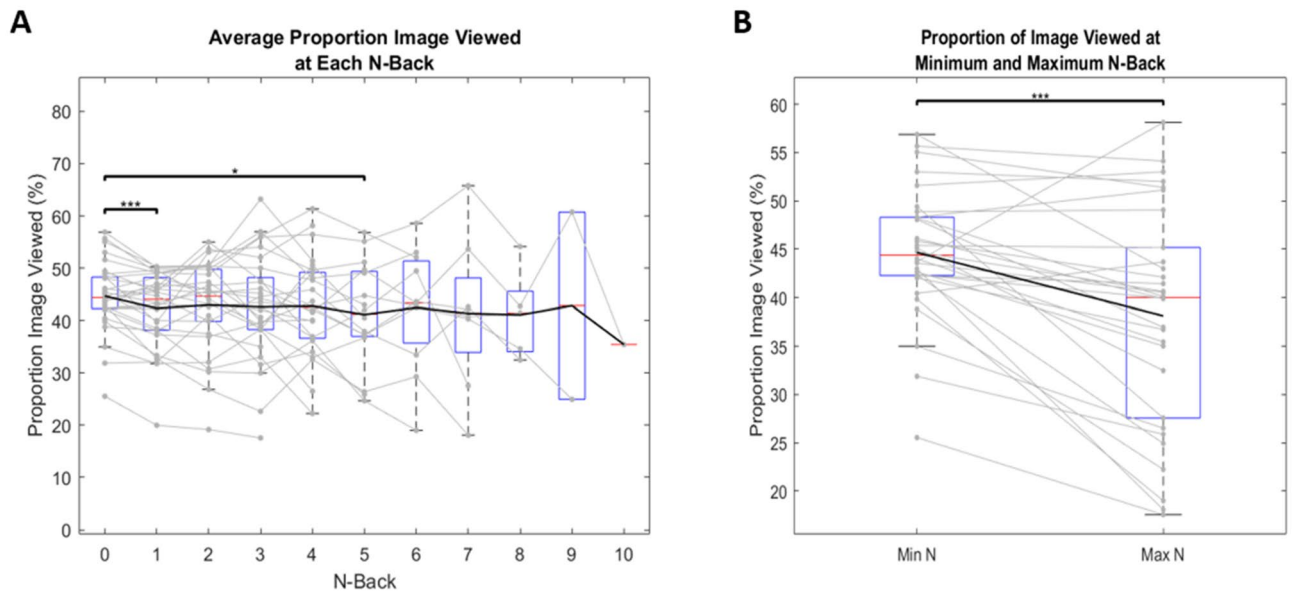 A
Average Proportion Image Viewed
at Each N-Back
Proportion Image Viewed (%)
80
70
60
50
40
30
20
10
0
*
***
0 1 2 3 4 5 6 7 8 9 10
N-Back
B
Proportion of Image Viewed at
Minimum and Maximum N-Back
Proportion Image Viewed (%)
60
55
50
45
40
35
30
25
20
***
Min N Max N